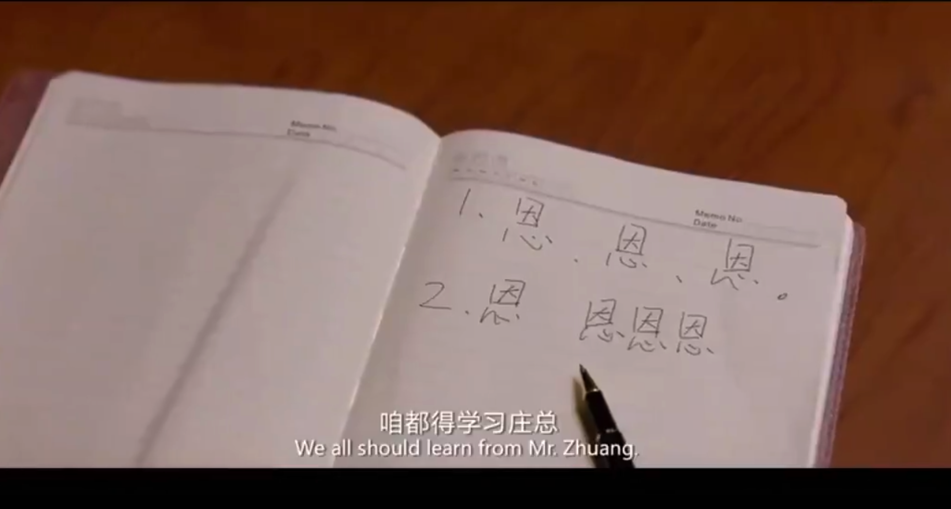 Memo No
Date
Memo No
Date
1、恩、恩、恩。
2.恩 恩恩恩
咱都得学习庄总
We all should learn from Mr. Zhuang.